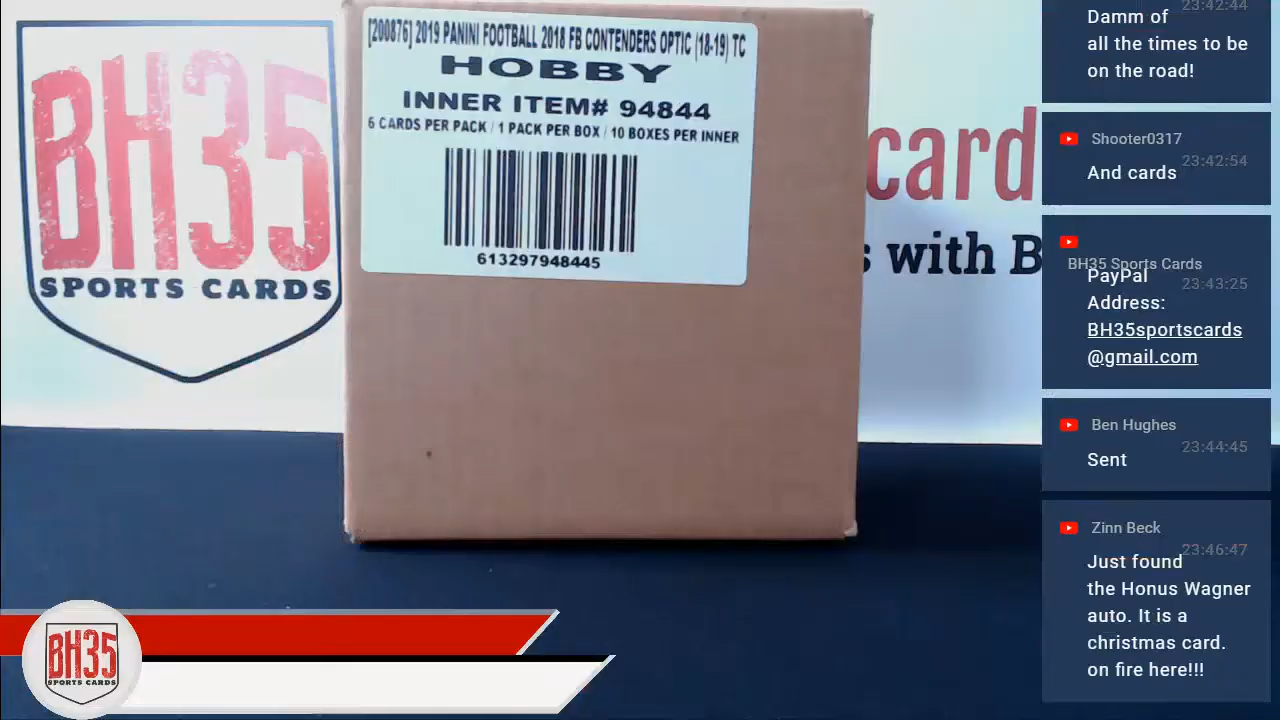 BH35
SPORTS CARDS
[200876] 2019 PANINI FOOTBALL 2018 FB CONTENDERS OPTIC (18-19) TC
HOBBY
INNER ITEM# 94844
6 CARDS PER PACK / 1 PACK PER BOX / 10 BOXES PER INNER
613297948445
card
s with B
23:42:44
Damm of
all the times to be
on the road!
Shooter0317
23:42:54
And cards
BH35 Sports Cards
23:43:25
PayPal
Address:
BH35sportscards
@gmail.com
Ben Hughes
23:44:45
Sent
Zinn Beck
23:46:47
Just found
the Honus Wagner
auto. It is a
christmas card.
on fire here!!!
BH35
SPORTS CARDS